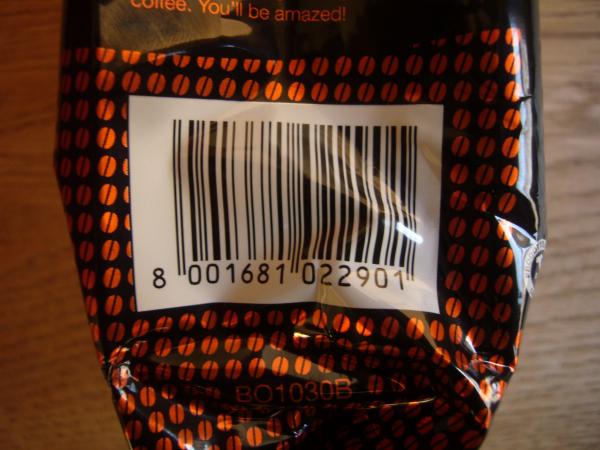 coffee. You'll be amazed!
8 001681 022901
BO1030B